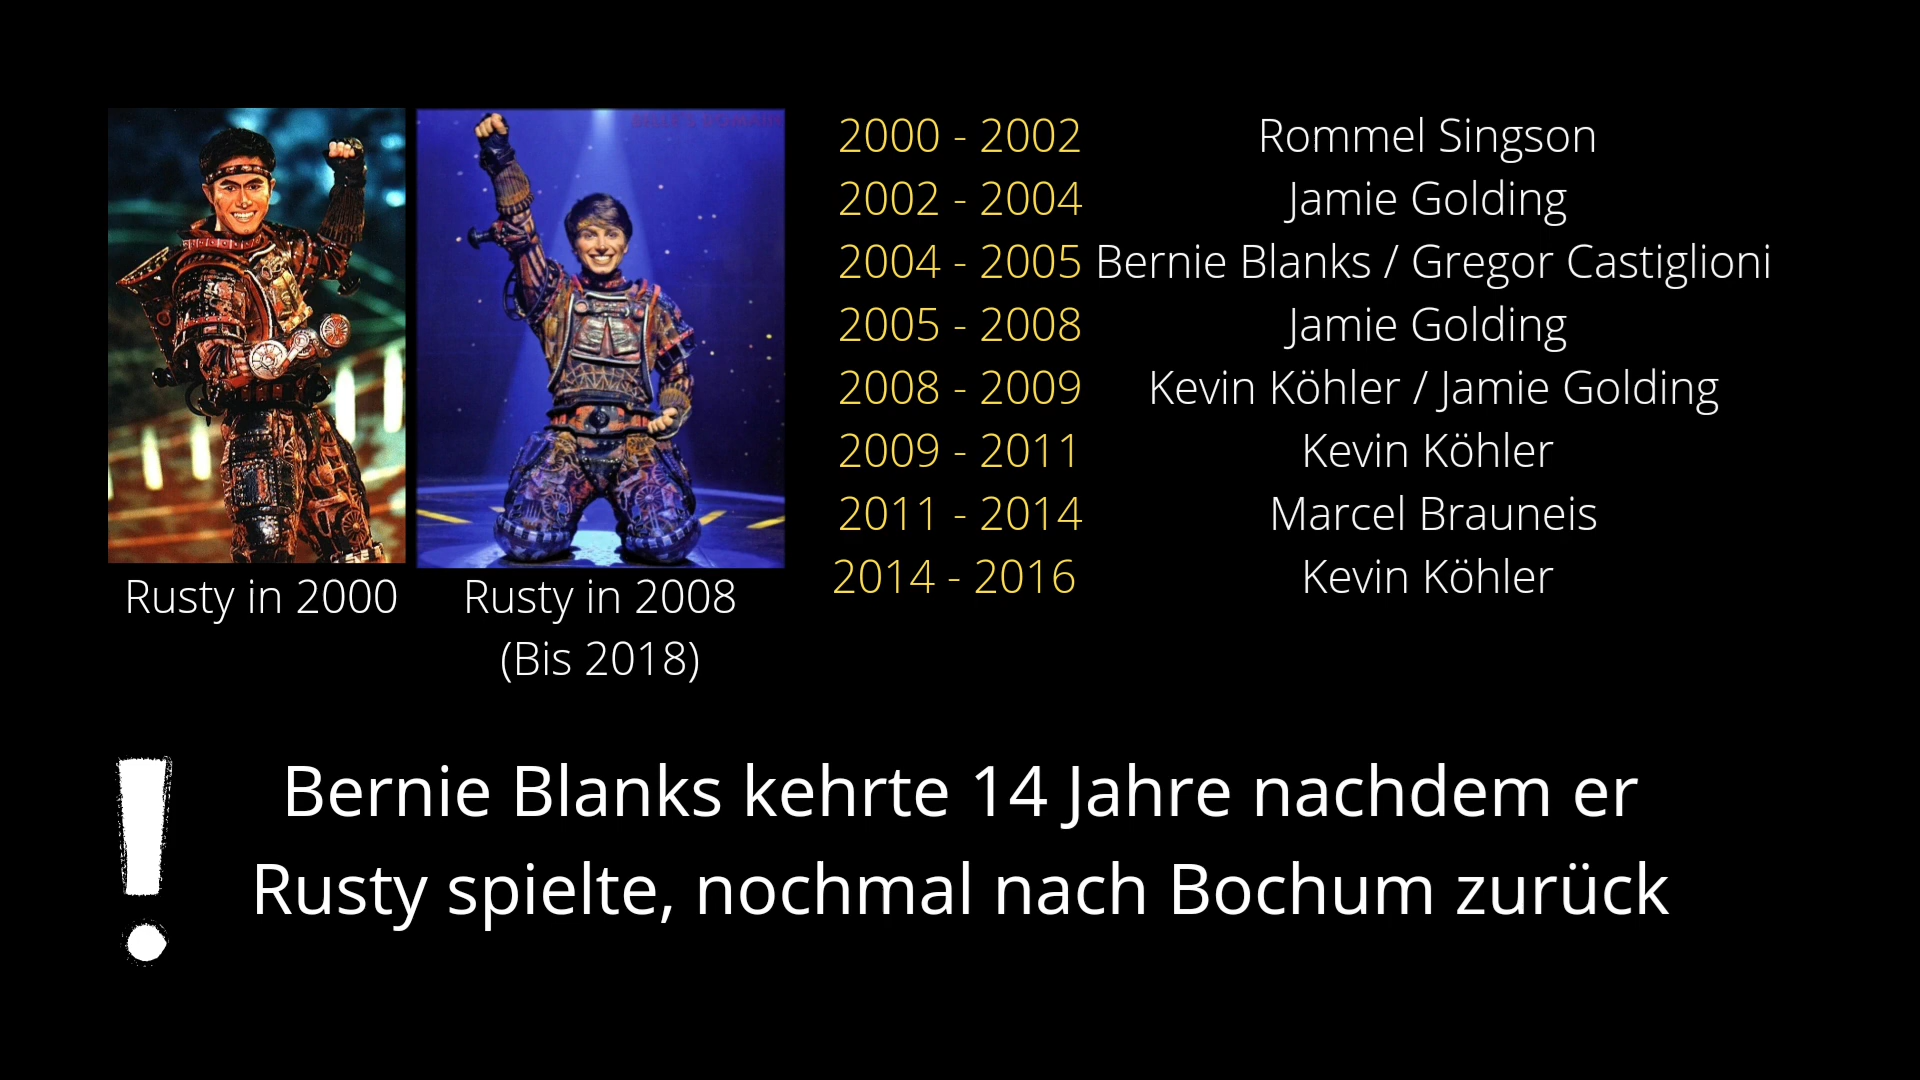 2000 - 2002 Rommel Singson
2002 - 2004 Jamie Golding
2004 - 2005 Bernie Blanks / Gregor Castiglioni
2005 - 2008 Jamie Golding
2008 - 2009 Kevin Köhler / Jamie Golding
2009 - 2011 Kevin Köhler
2011 - 2014 Marcel Brauneis
2014 - 2016 Kevin Köhler
Rusty in 2000
Rusty in 2008
(Bis 2018)
! Bernie Blanks kehrte 14 Jahre nachdem er
Rusty spielte, nochmal nach Bochum zurück